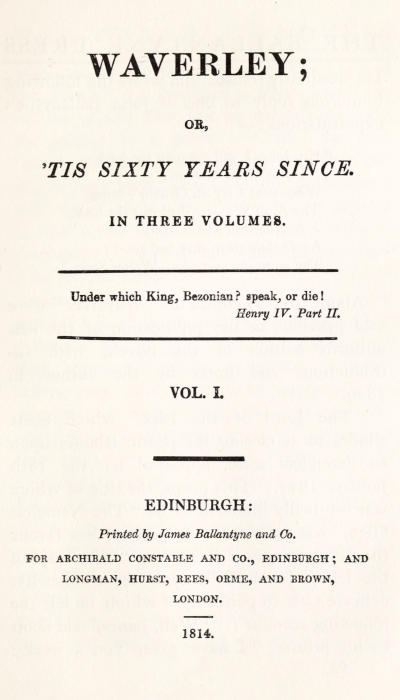 WAVERLEY;
OR,
'TIS SIXTY YEARS SINCE.
IN THREE VOLUMES.
Under which King, Bezonian? speak, or die!
Henry IV. Part II.
VOL. I.
EDINBURGH:
Printed by James Ballantyne and Co.
FOR ARCHIBALD CONSTABLE AND CO., EDINBURGH; AND
LONGMAN, HURST, REES, ORME, AND BROWN,
LONDON.
1814.